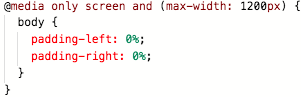 @media only screen and (max-width: 1200px) {
  body {
    padding-left: 0%;
    padding-right: 0%;
  }
}